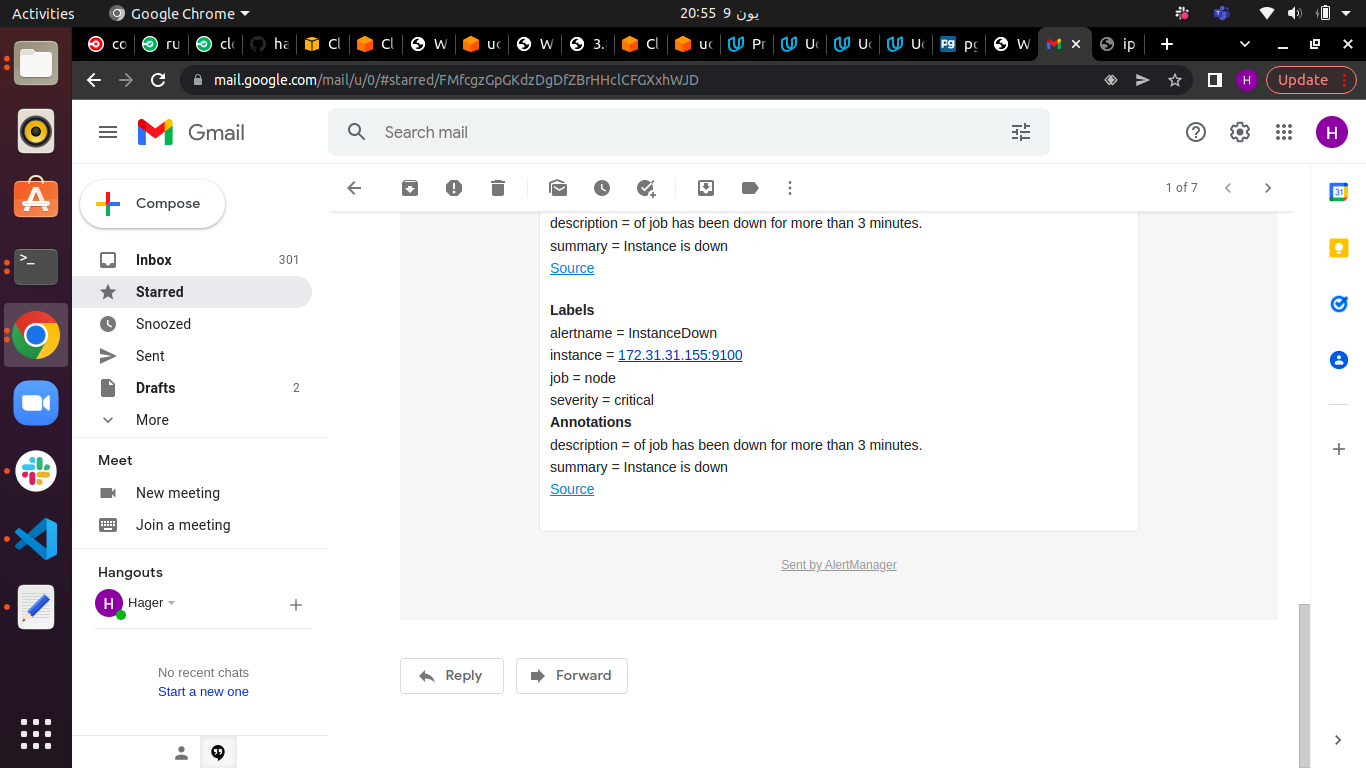 Activities
Google Chrome
20:55 9 يون
co
ru
clo
ha
Cl
Cl
W
uc
W
3.
Cl
uc
Pr
Uc
Uc
Uc
pg
W
ip
mail.google.com/mail/u/0/#starred/FMfcgzGpGKdzDgDfZBrHHclCFGXxhWJD
H
Update
Gmail
Search mail
H
Compose
1 of 7
31
Inbox 301
Starred
Snoozed
Sent
Drafts 2
More
Meet
New meeting
Join a meeting
Hangouts
H Hager
No recent chats
Start a new one
description = of job has been down for more than 3 minutes.
summary = Instance is down
Source
Labels
alertname = InstanceDown
instance = 172.31.31.155:9100
job = node
severity = critical
Annotations
description = of job has been down for more than 3 minutes.
summary = Instance is down
Source
Sent by AlertManager
Reply
Forward